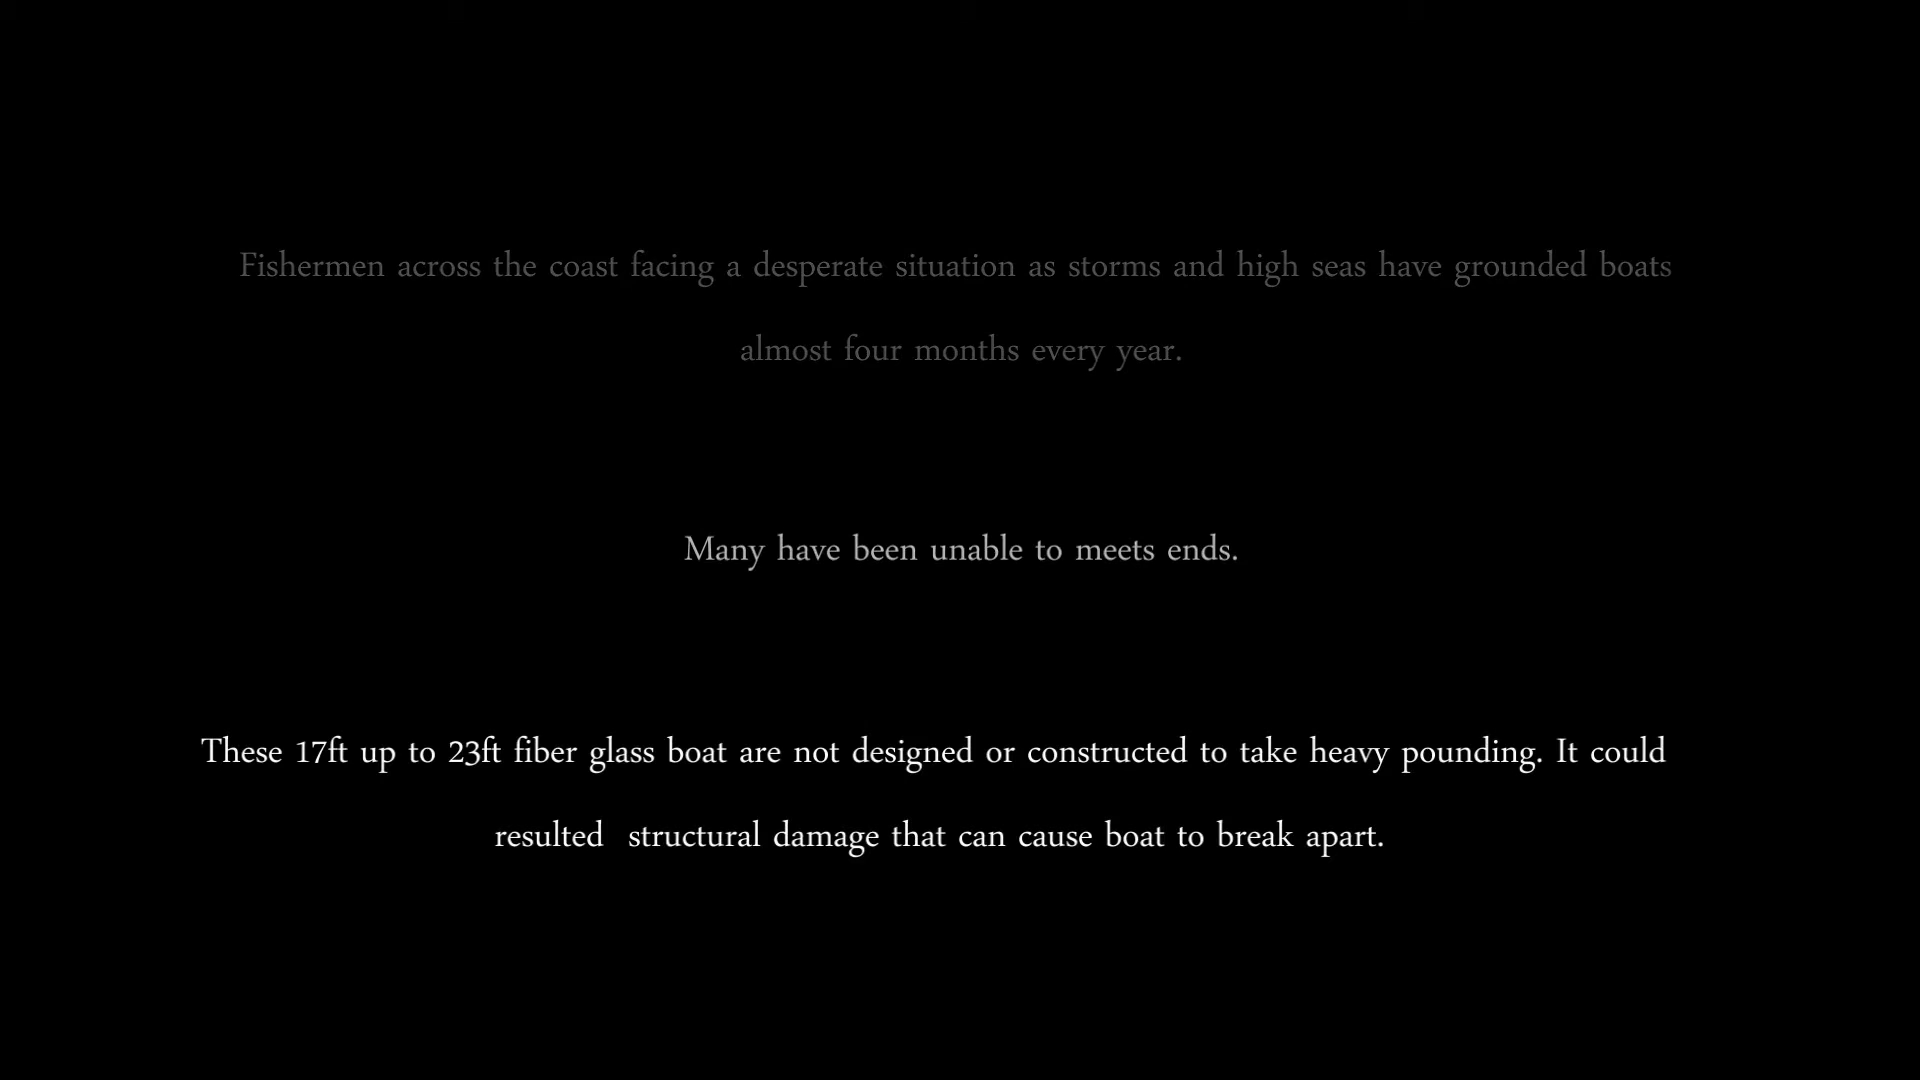 Fishermen across the coast facing a desperate situation as storms and high seas have grounded boats
almost four months every year.
Many have been unable to meets ends.
These 17ft up to 23ft fiber glass boat are not designed or constructed to take heavy pounding. It could
resulted  structural damage that can cause boat to break apart.